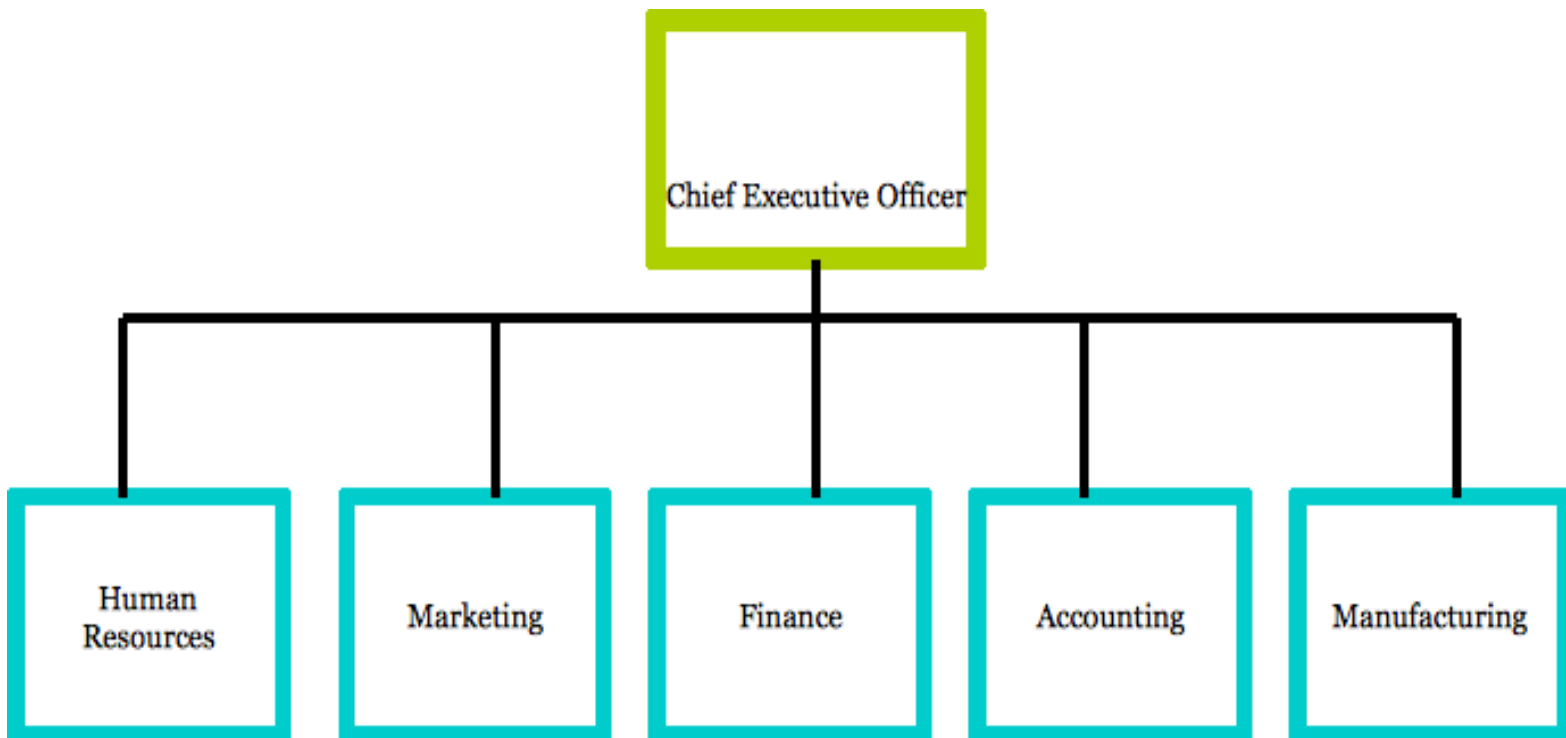 Chief Executive Officer
Human
Resources
Marketing
Finance
Accounting
Manufacturing